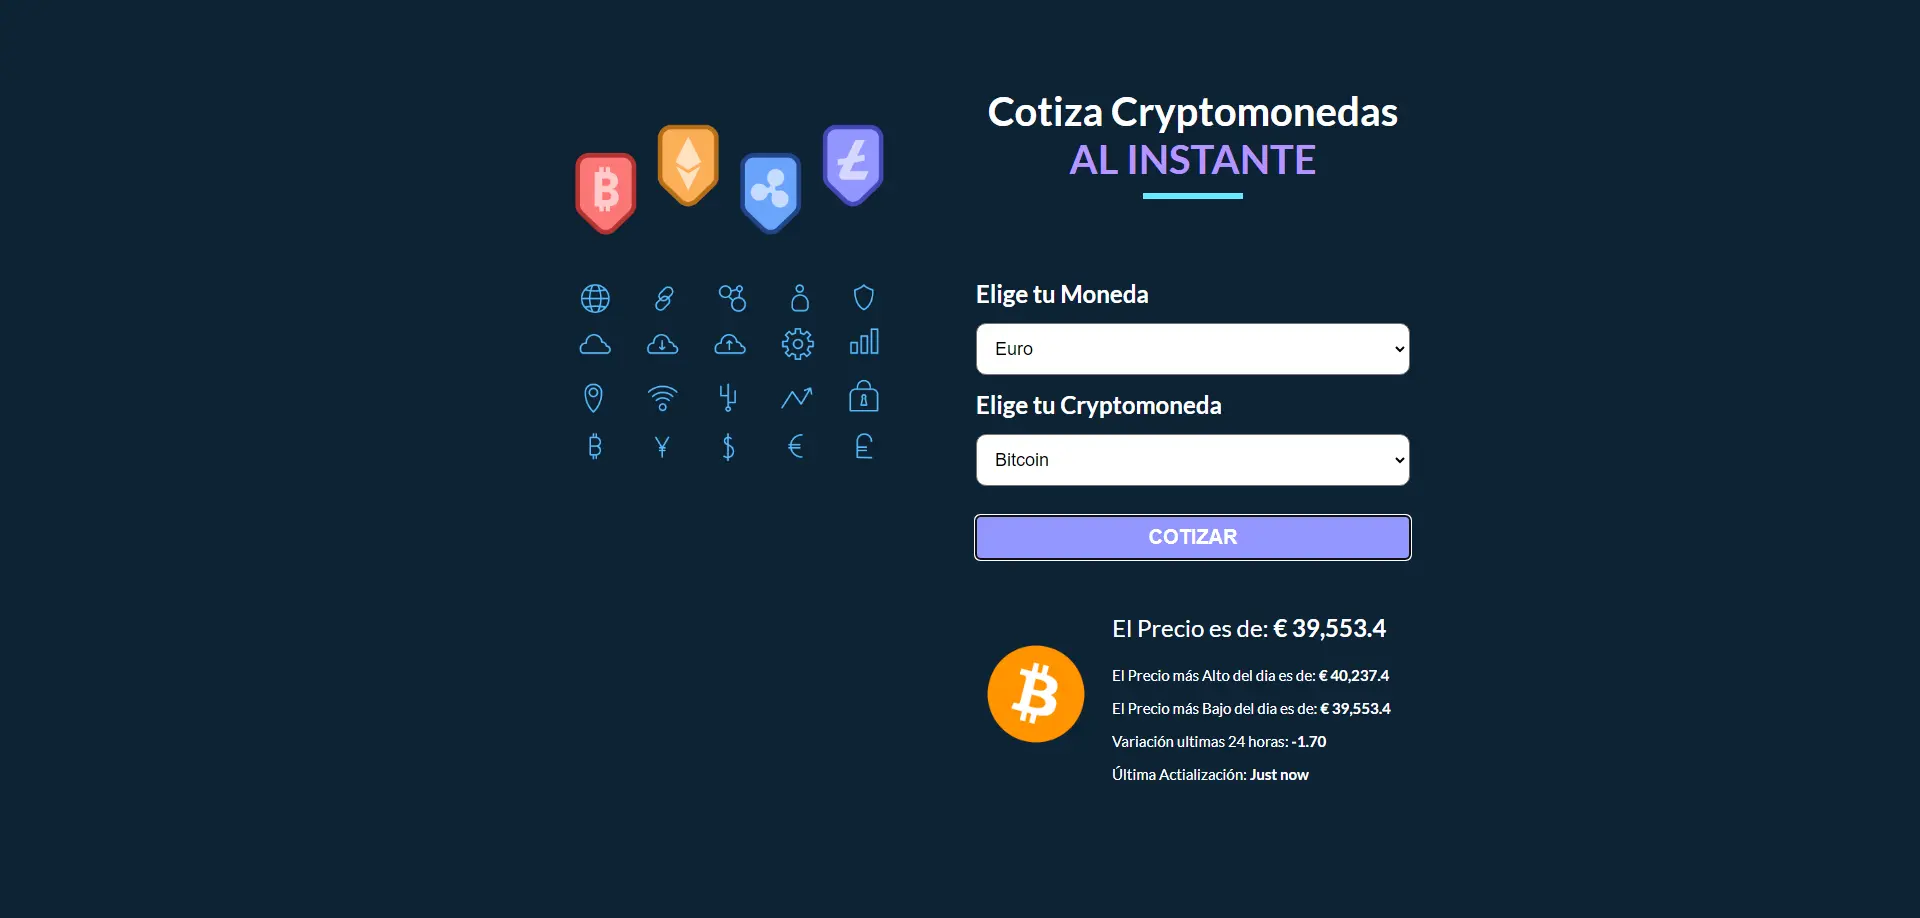 Cotiza Cryptomonedas
AL INSTANTE
Elige tu Moneda
Euro
Elige tu Cryptomoneda
Bitcoin
COTIZAR
El Precio es de: € 39,553.4
El Precio más Alto del dia es de: € 40,237.4
El Precio más Bajo del dia es de: € 39,553.4
Variación ultimas 24 horas: -1.70
Última Actialización: Just now